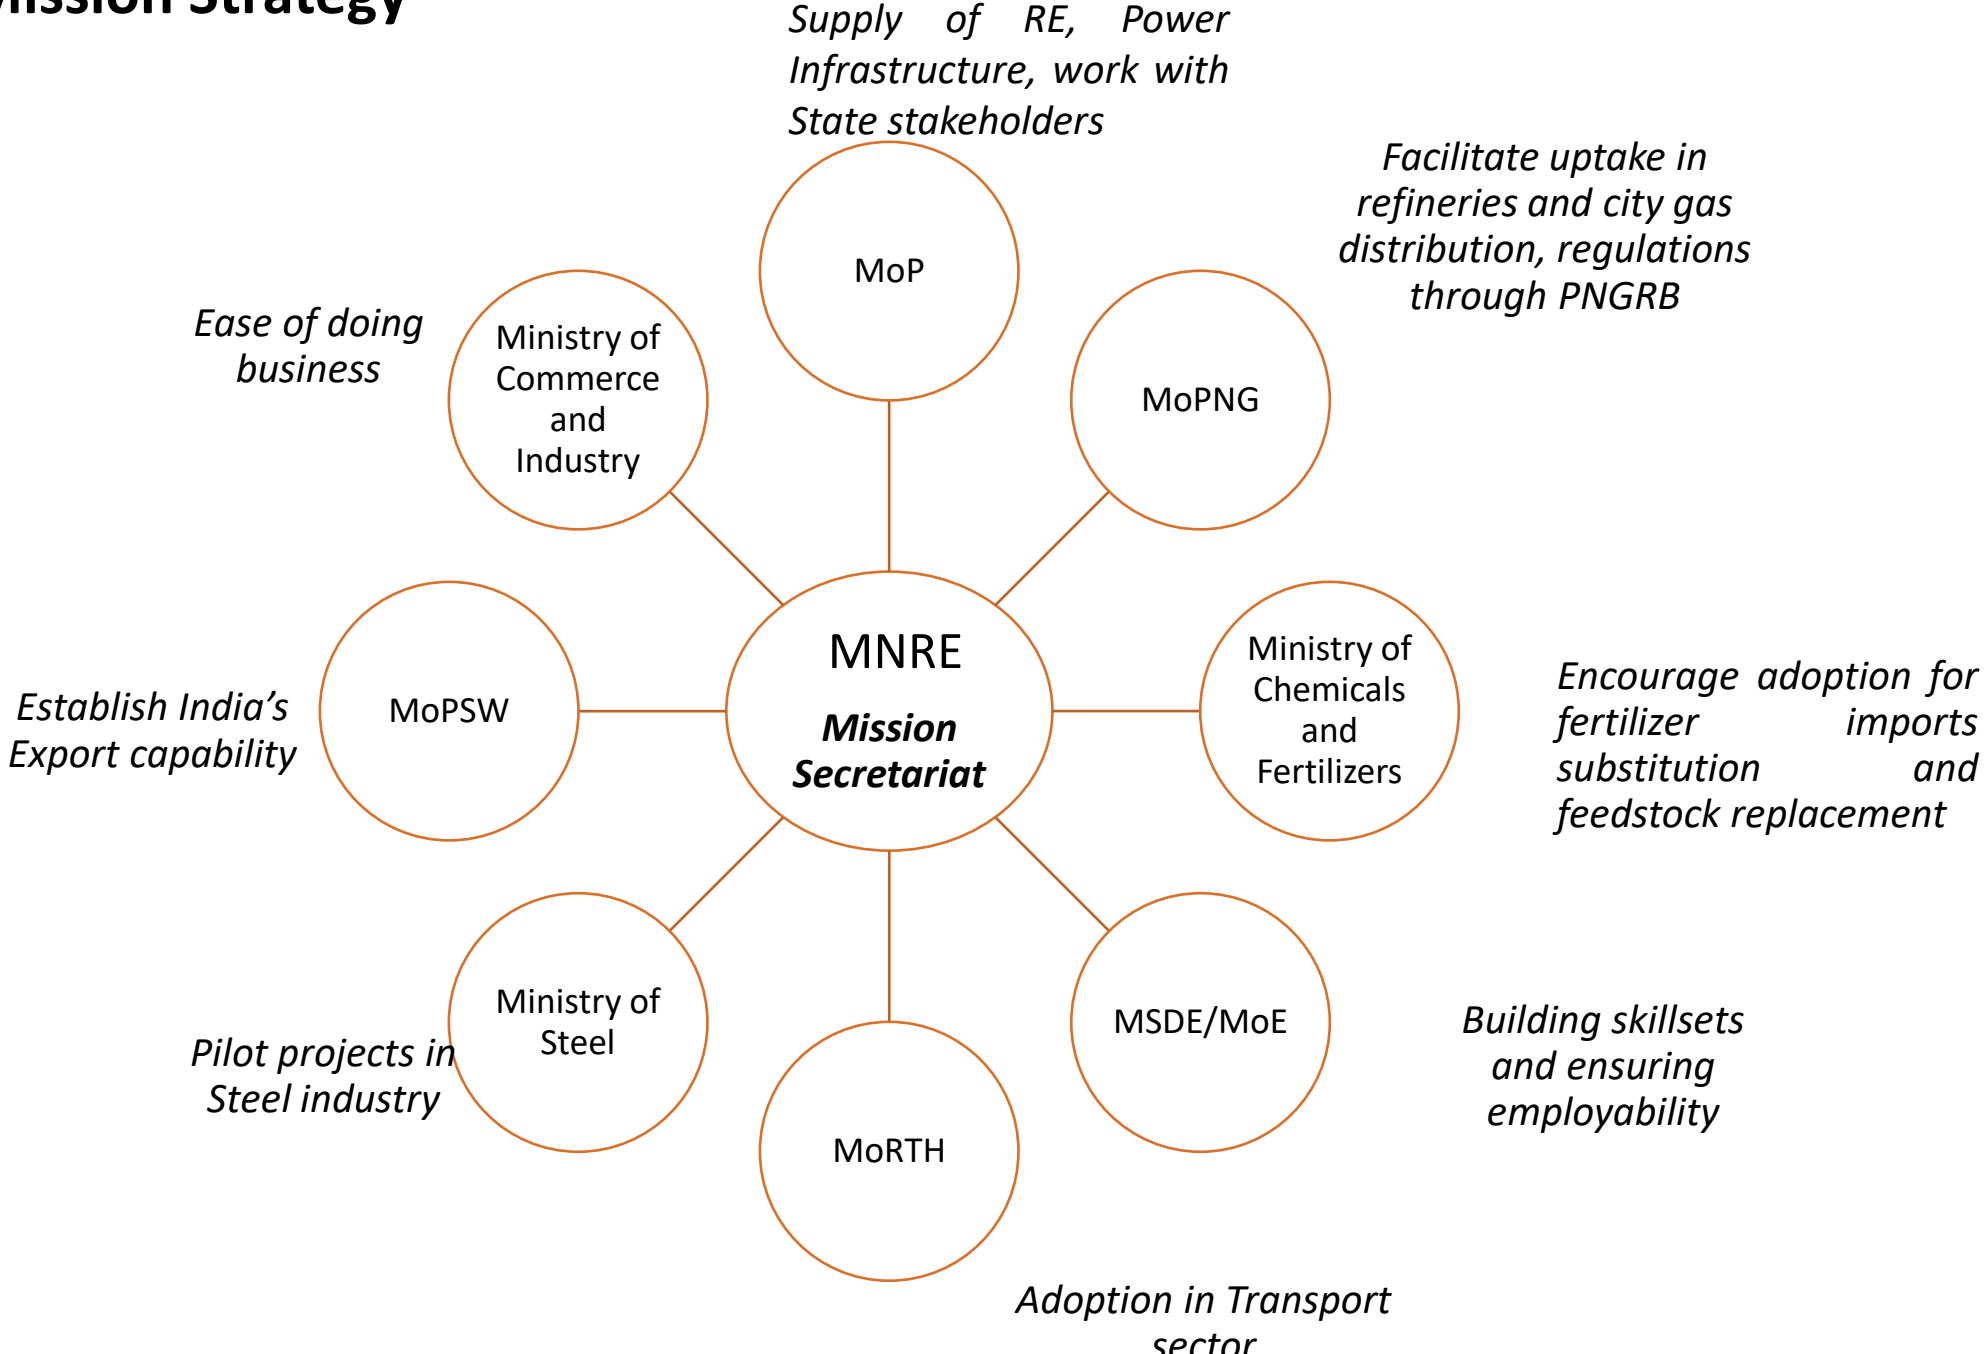 Mission Strategy
Supply of RE, Power
Infrastructure, work with
State stakeholders
MoP
Facilitate uptake in
refineries and city gas
distribution, regulations
through PNGRB
MoPNG
Ease of doing
business
Ministry of
Commerce
and
Industry
MNRE
Mission
Secretariat
Ministry of
Chemicals
and
Fertilizers
Encourage adoption for
fertilizer imports
substitution and
feedstock replacement
Establish India’s
Export capability
MoPSW
Ministry of
Steel
Pilot projects in
Steel industry
MSDE/MoE
Building skillsets
and ensuring
employability
MoRTH
Adoption in Transport
sector